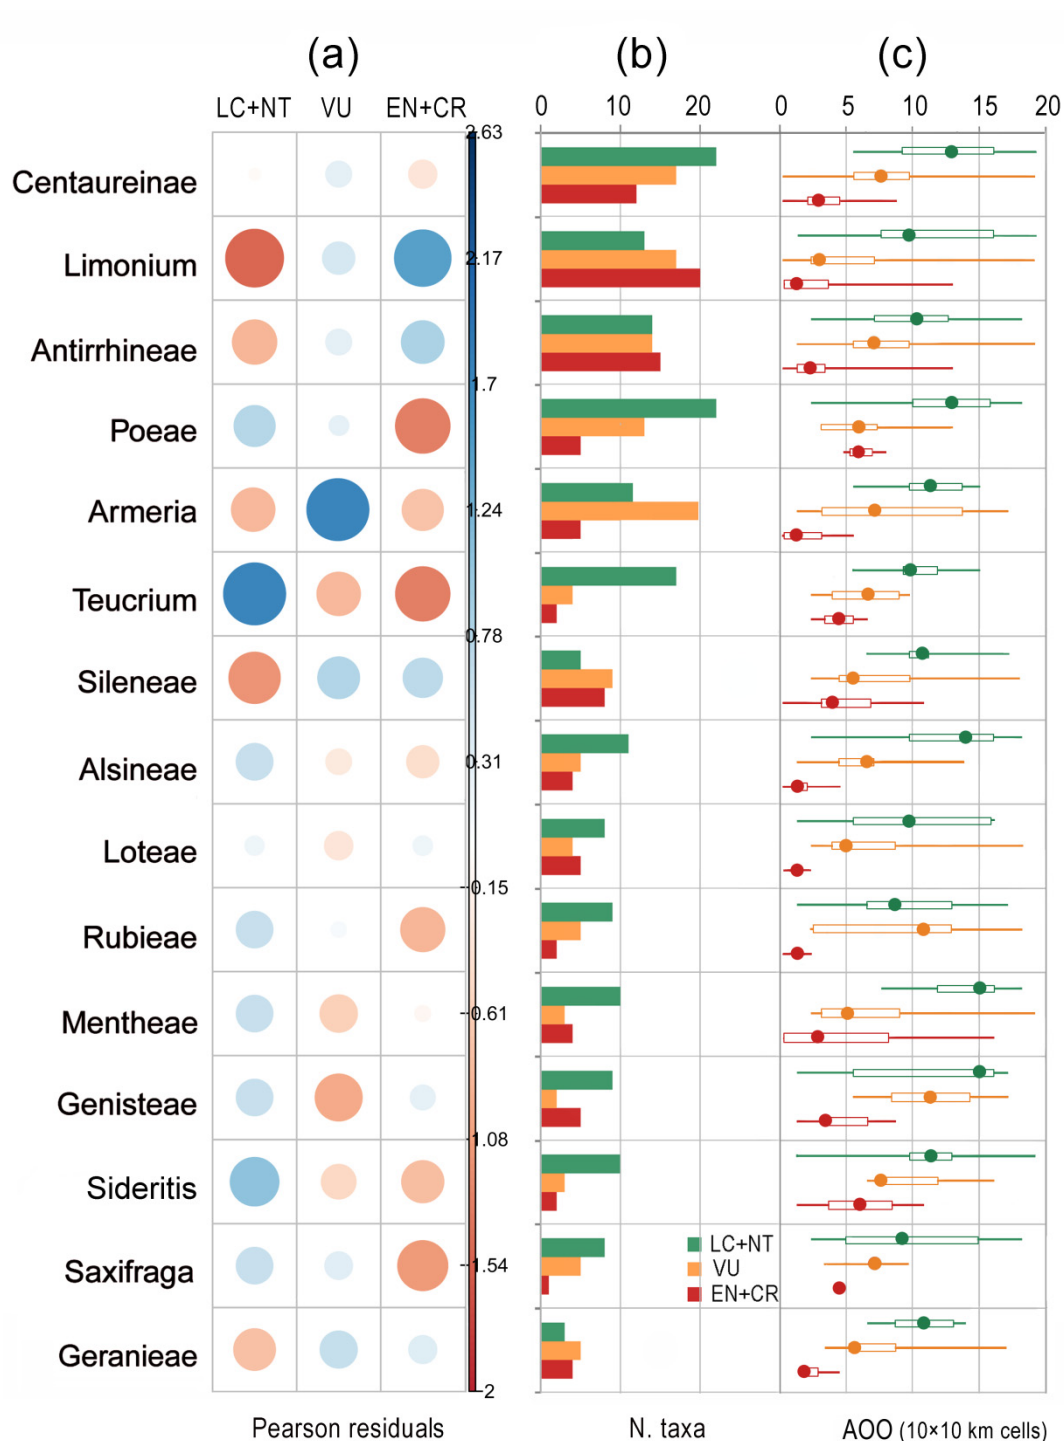 (a) (b) (c)
LC+NT VU EN+CR 0 10 20 0 5 10 15 20
2.63
Centaureinae
Limonium 2.17
Antirrhineae
1.7
Poeae
Armeria 1.24
Teucrium
0.78
Sileneae
Alsineae 0.31
Loteae
-0.15
Rubieae
Mentheae -0.61
Genisteae
-1.08
Sideritis
LC+NT
Saxifraga -1.54 VU
EN+CR
Geranieae
-2
Pearson residuals N. taxa AOO (10×10 km cells)